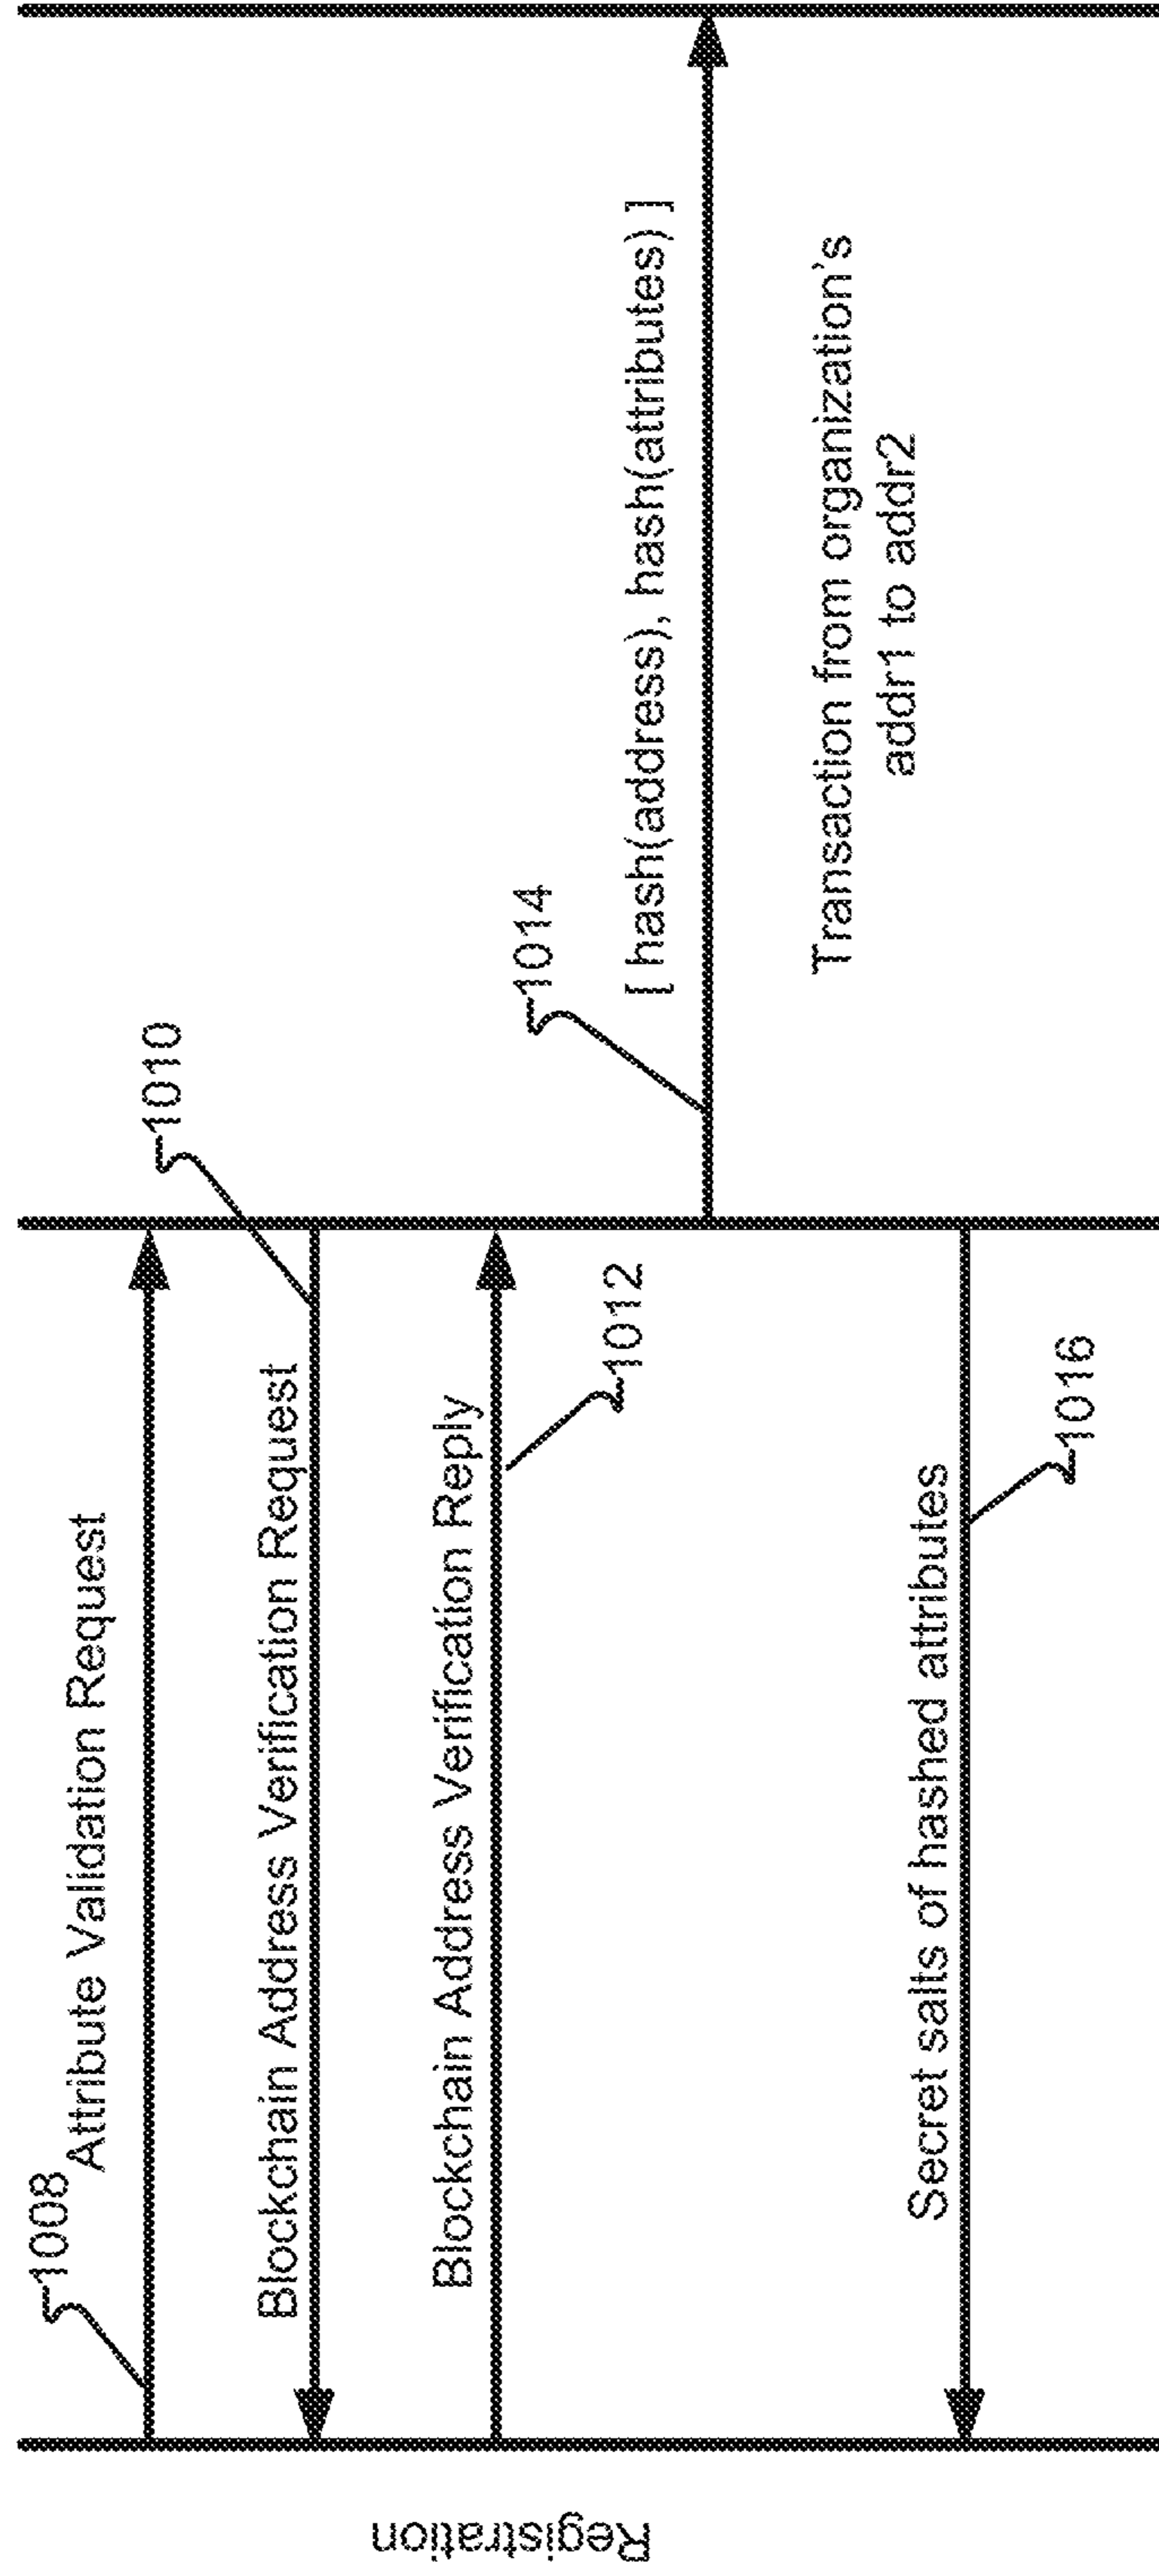 Registration
1008
Attribute Validation Request
1010
Blockchain Address Verification Request
Blockchain Address Verification Reply
1012
1014
[ hash(address), hash(attributes) ]
Transaction from organization's
addr1 to addr2
Secret salts of hashed attributes
1016